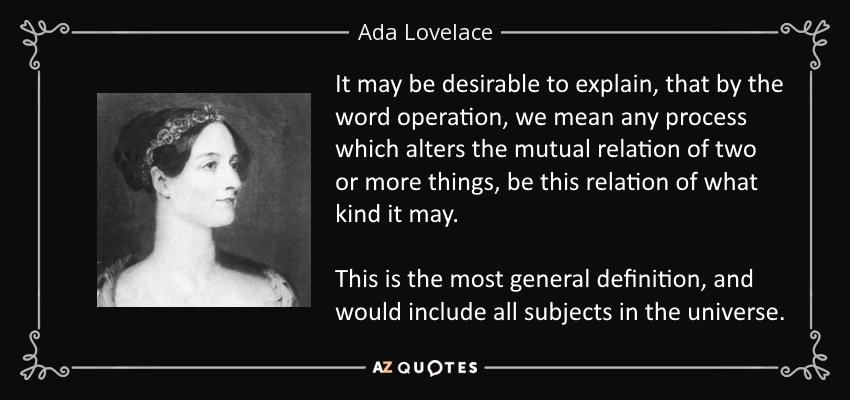 Ada Lovelace
It may be desirable to explain, that by the
word operation, we mean any process
which alters the mutual relation of two
or more things, be this relation of what
kind it may.
This is the most general definition, and
would include all subjects in the universe.
AZ QUOTES